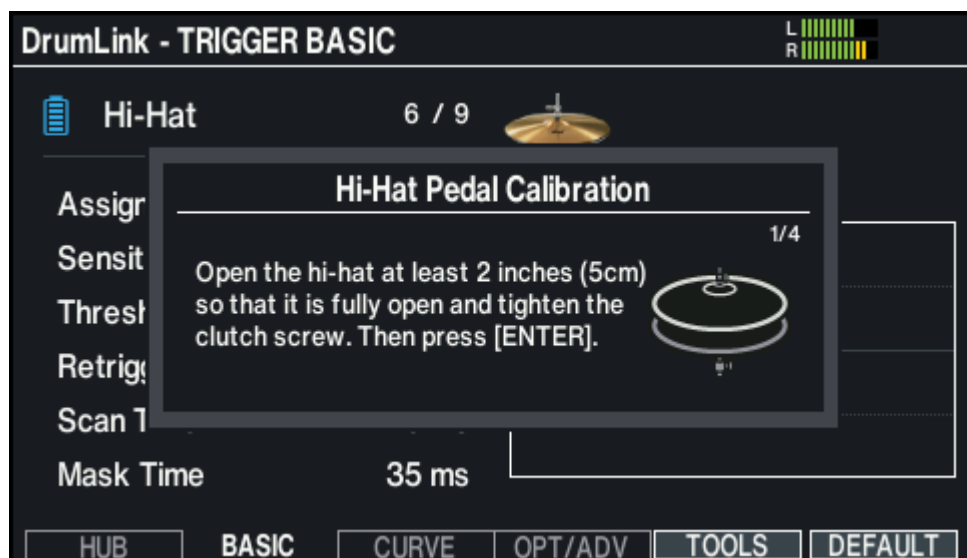 DrumLink - TRIGGER BASIC
L
R
Hi-Hat 6 / 9
Hi-Hat Pedal Calibration
1/4
Open the hi-hat at least 2 inches (5cm)
so that it is fully open and tighten the
clutch screw. Then press [ENTER].
Mask Time 35 ms
HUB BASIC CURVE OPT/ADV TOOLS DEFAULT